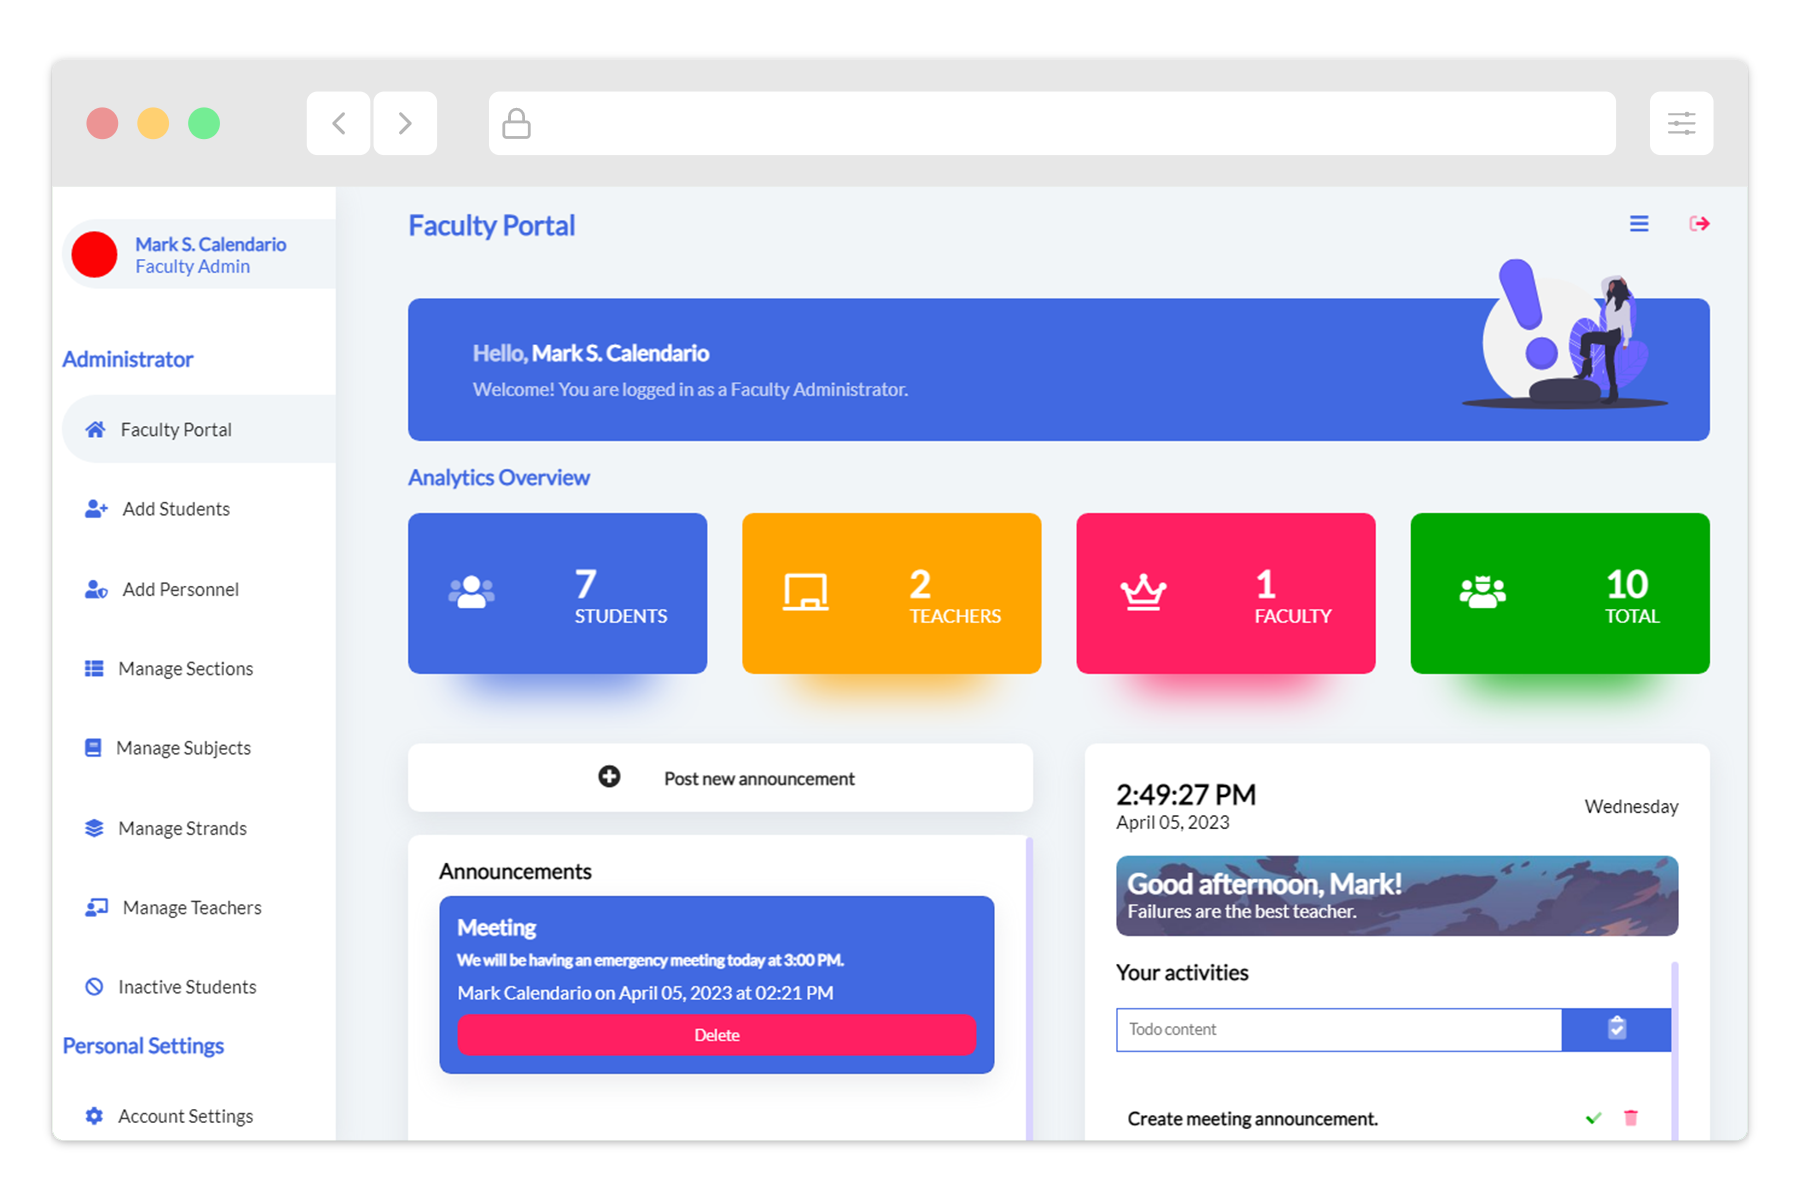 Mark S. Calendario
Faculty Admin
Administrator
Faculty Portal
Add Students
Add Personnel
Manage Sections
Manage Subjects
Manage Strands
Manage Teachers
Inactive Students
Personal Settings
Account Settings
Faculty Portal
Hello, Mark S. Calendario
Welcome! You are logged in as a Faculty Administrator.
Analytics Overview
7
STUDENTS
2
TEACHERS
1
FACULTY
10
TOTAL
Post new announcement
Announcements
Meeting
We will be having an emergency meeting today at 3:00 PM.
Mark Calendario on April 05, 2023 at 02:21 PM
Delete
2:49:27 PM
April 05, 2023
Wednesday
Good afternoon, Mark!
Failures are the best teacher.
Your activities
Todo content
Create meeting announcement.